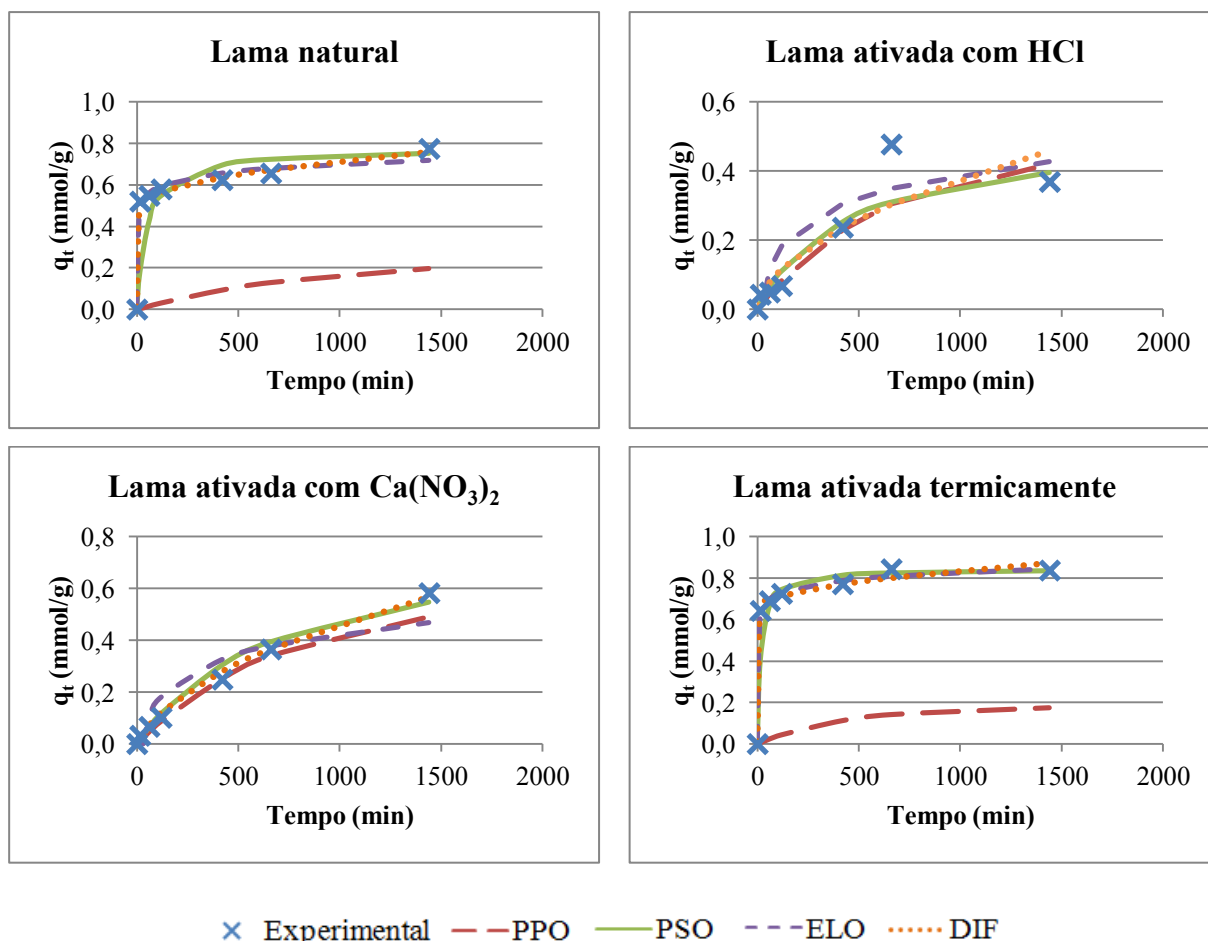 Lama natural
1,0
0,8
0,6
0,4
0,2
0,0
qt (mmol/g)
0 500 1000 1500 2000
Tempo (min)
Lama ativada com HCl
0,6
0,4
0,2
0,0
qt (mmol/g)
0 500 1000 1500 2000
Tempo (min)
Lama ativada com Ca(NO3)2
0,8
0,6
0,4
0,2
0,0
qt (mmol/g)
0 500 1000 1500 2000
Tempo (min)
Lama ativada termicamente
1,0
0,8
0,6
0,4
0,2
0,0
qt (mmol/g)
0 500 1000 1500 2000
Tempo (min)
Experimental PPO PSO ELO DIF